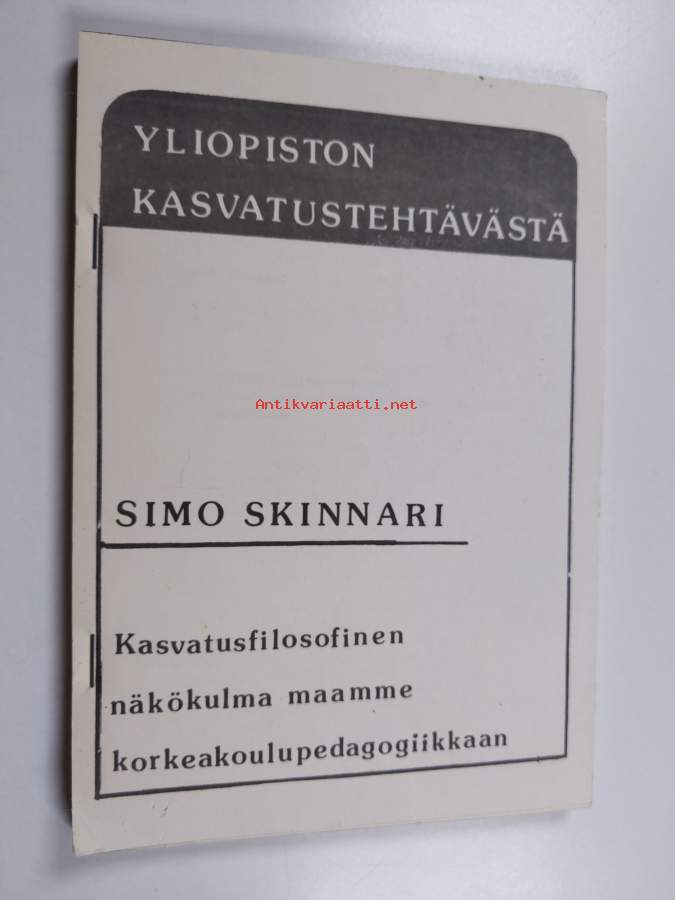 YLIOPISTON
KASVATUSTEHTÄVÄSTÄ
Antikvariaatti.net
SIMO SKINNARI
Kasvatusfilosofinen
näkökulma maamme
korkeakoulupedagogiikkaan